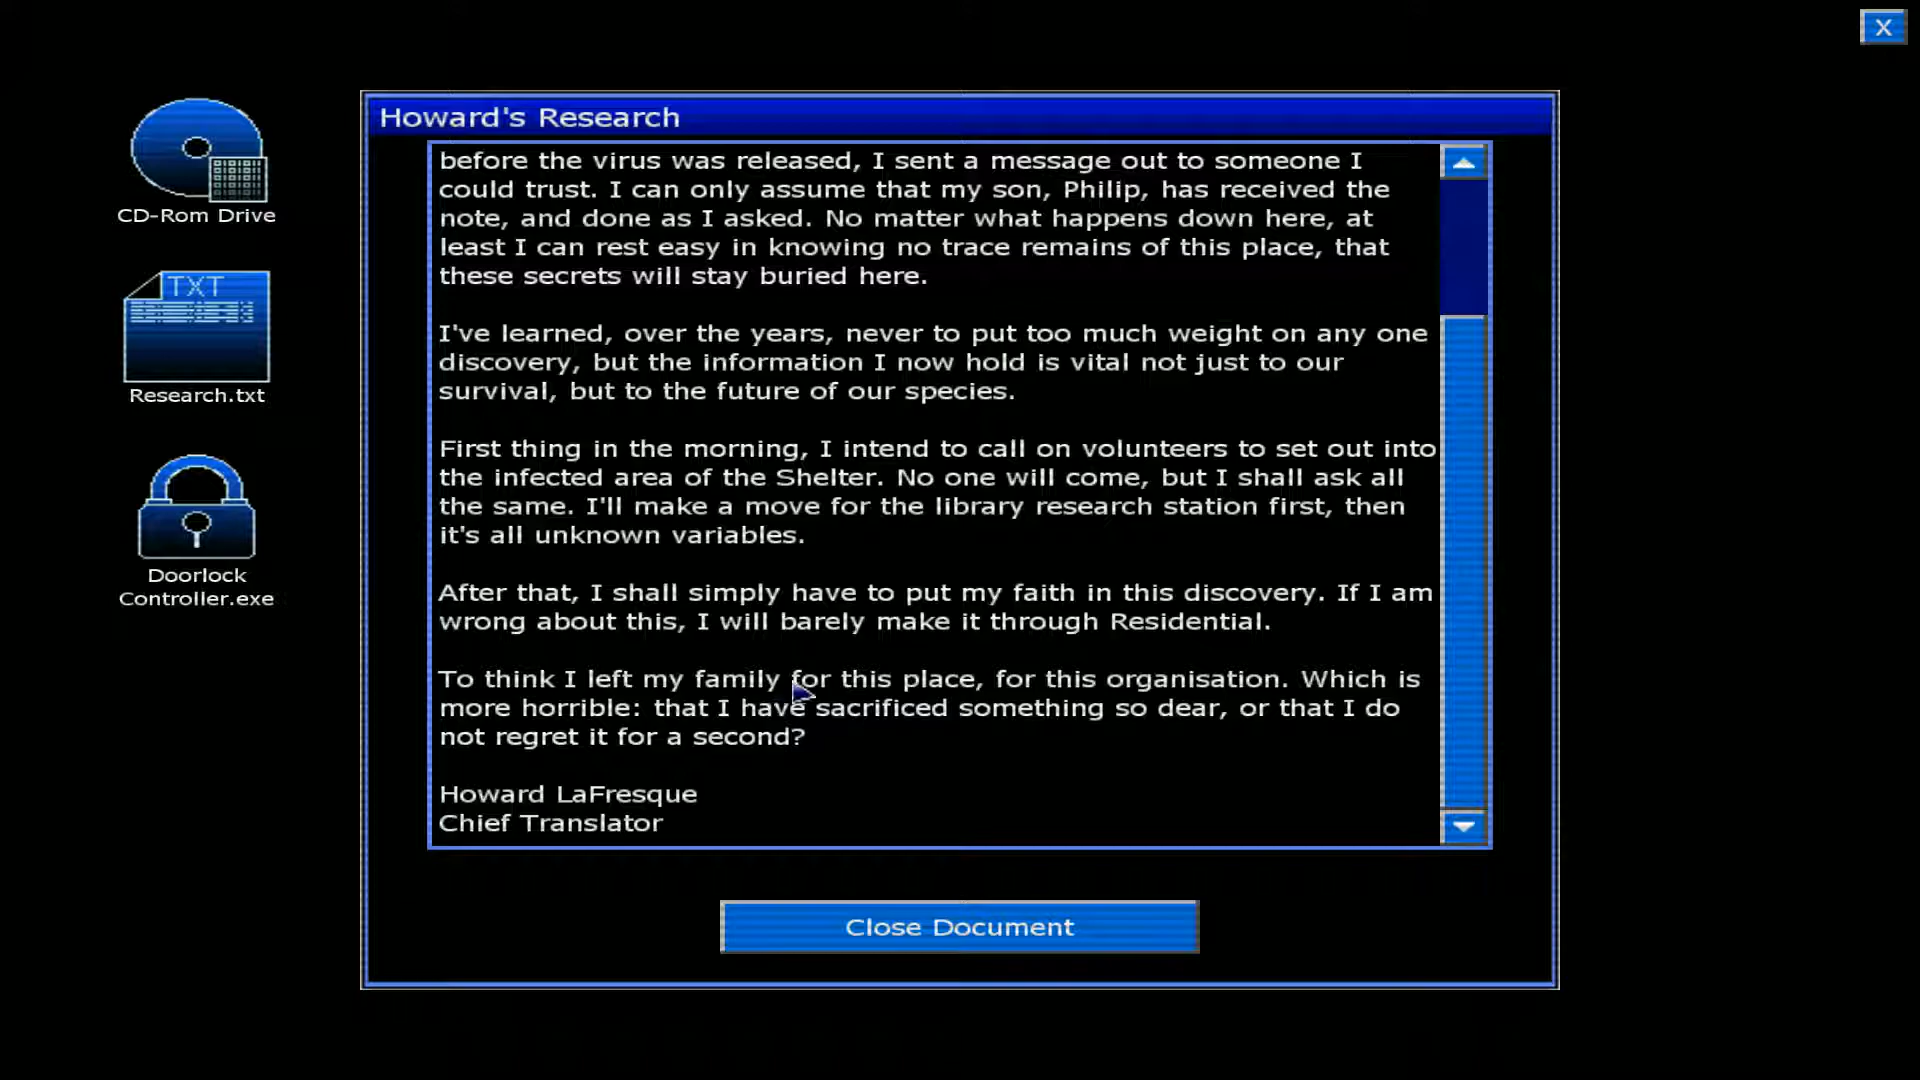 X
CD-Rom Drive
TXT
Research.txt
Doorlock
Controller.exe
Howard's Research
before the virus was released, I sent a message out to someone I
could trust. I can only assume that my son, Philip, has received the
note, and done as I asked. No matter what happens down here, at
least I can rest easy in knowing no trace remains of this place, that
these secrets will stay buried here.
I've learned, over the years, never to put too much weight on any one
discovery, but the information I now hold is vital not just to our
survival, but to the future of our species.
First thing in the morning, I intend to call on volunteers to set out into
the infected area of the Shelter. No one will come, but I shall ask all
the same. I'll make a move for the library research station first, then
it's all unknown variables.
After that, I shall simply have to put my faith in this discovery. If I am
wrong about this, I will barely make it through Residential.
To think I left my family for this place, for this organisation. Which is
more horrible: that I have sacrificed something so dear, or that I do
not regret it for a second?
Howard LaFresque
Chief Translator
Close Document